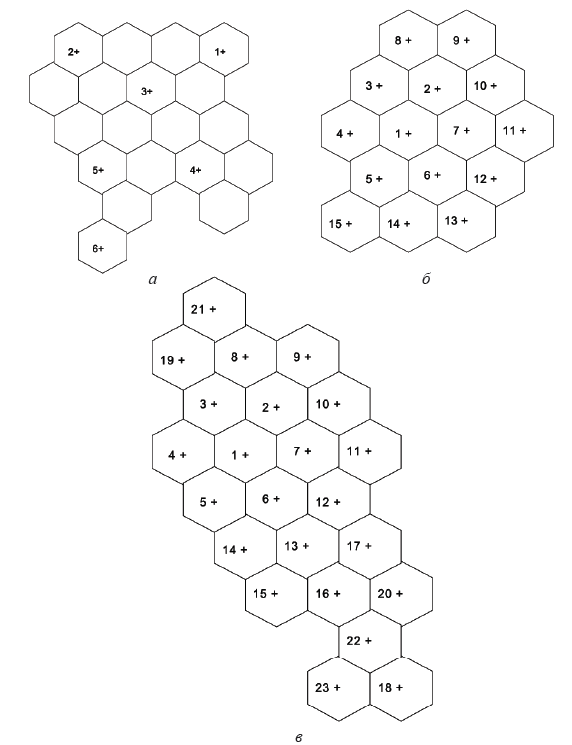 2+ 1+
3+
5+ 4+
6+
а
8 + 9 +
3 + 2 + 10 +
4 + 1 + 7 + 11 +
5 + 6 + 12 +
15 + 14 + 13 +
б
21 +
19 + 8 + 9 +
3 + 2 + 10 +
4 + 1 + 7 + 11 +
5 + 6 + 12 +
14 + 13 + 17 +
15 + 16 + 20 +
22 +
23 + 18 +
в